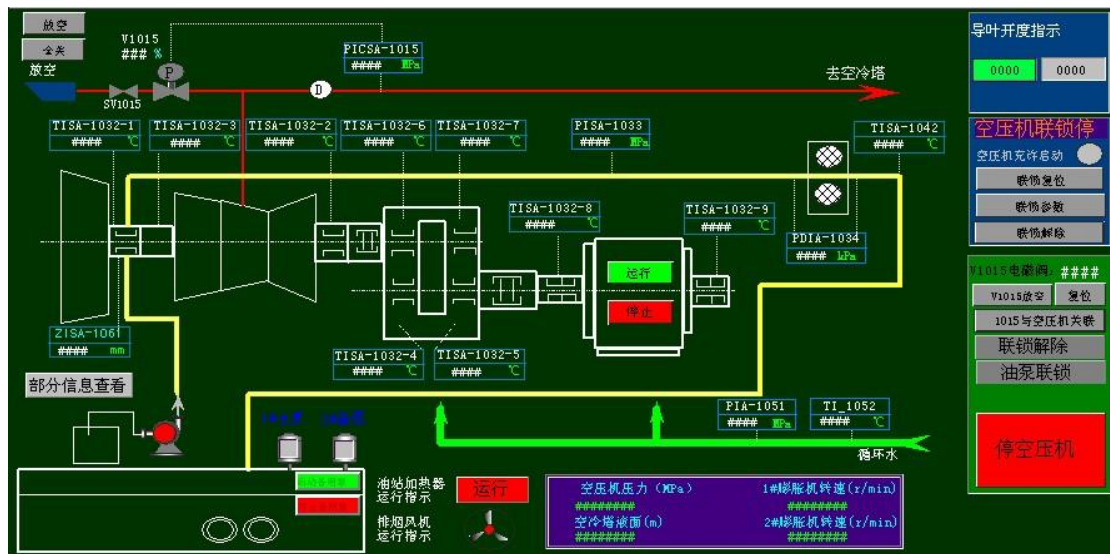 放空
全关
放空
V1015
### %
P
SV1015
PICSA-1015
#### MPa
D
去空冷塔
TISA-1032-1
#### ℃
TISA-1032-3
#### ℃
TISA-1032-2
#### ℃
TISA-1032-6
#### ℃
TISA-1032-7
#### ℃
PISA-1033
#### MPa
TISA-1042
#### ℃
TISA-1032-8
#### ℃
TISA-1032-9
#### ℃
PDIA-1034
#### kPa
运行
停止
ZISA-1061
#### mm
TISA-1032-4
#### ℃
TISA-1032-5
#### ℃
部分信息查看
PIA-1051
#### MPa
TI_1052
#### ℃
循环水
油站加热器
运行指示
运行
排烟风机
运行指示
空压机压力（MPa）
########
1#膨胀机转速(r/min)
########
空冷塔液面(m)
########
2#膨胀机转速(r/min)
########
导叶开度指示
0000 0000
空压机联锁停
空压机充许启动
联锁复位
联锁参数
联锁解除
V1015电磁阀: ####
V1015放空 复位
1015与空压机关联
联锁解除
油泵联锁
停空压机